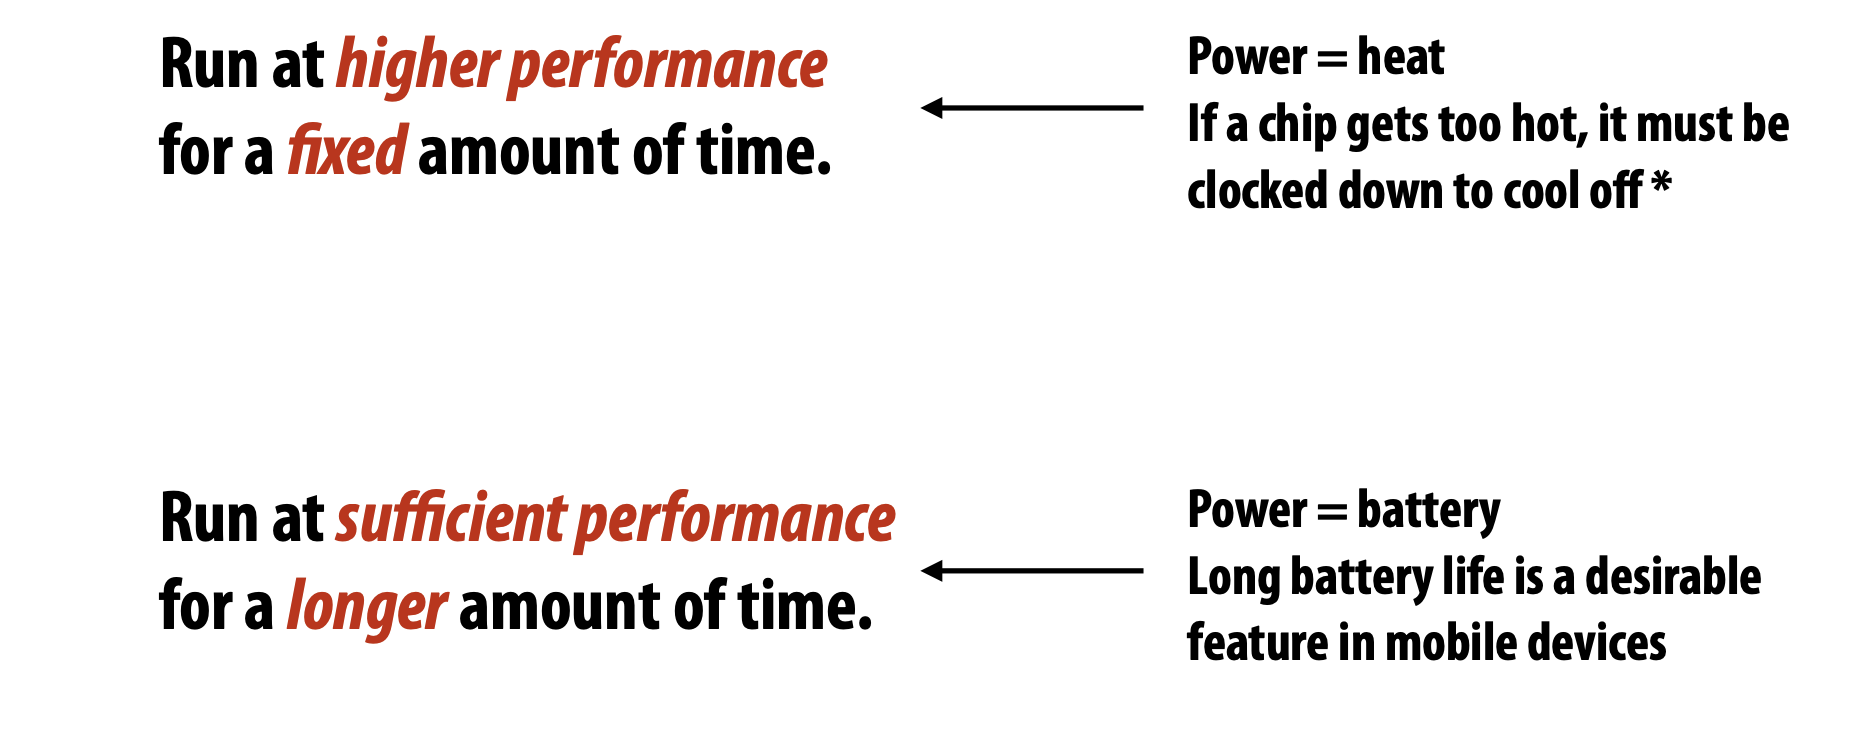 Run at higher performance
for a fixed amount of time.
Power = heat
If a chip gets too hot, it must be
clocked down to cool off *
Run at sufficient performance
for a longer amount of time.
Power = battery
Long battery life is a desirable
feature in mobile devices